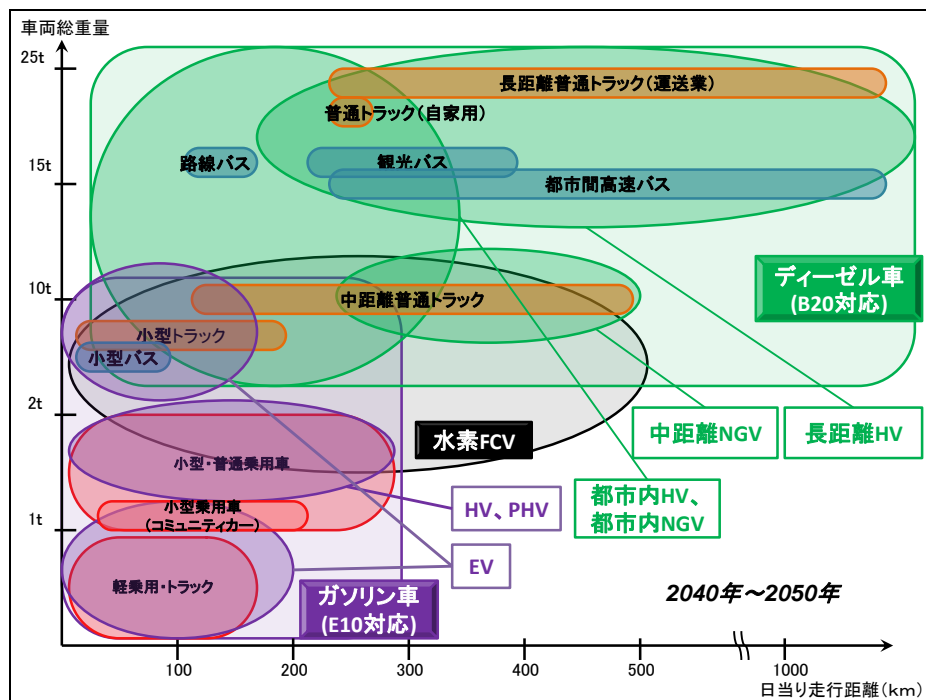 車両総重量
25t
長距離普通トラック(運送業)
普通トラック(自家用)
路線バス
観光バス
15t
都市間高速バス
ディーゼル車
(B20対応)
10t
中距離普通トラック
小型トラック
小型バス
2t
水素FCV
中距離NGV
長距離HV
小型・普通乗用車
都市内HV、
都市内NGV
HV、PHV
小型乗用車
(コミュニティカー)
1t
EV
軽乗用・トラック
ガソリン車
(E10対応)
2040年~2050年
100
200
300
400
500
1000
日当り走行距離(km)